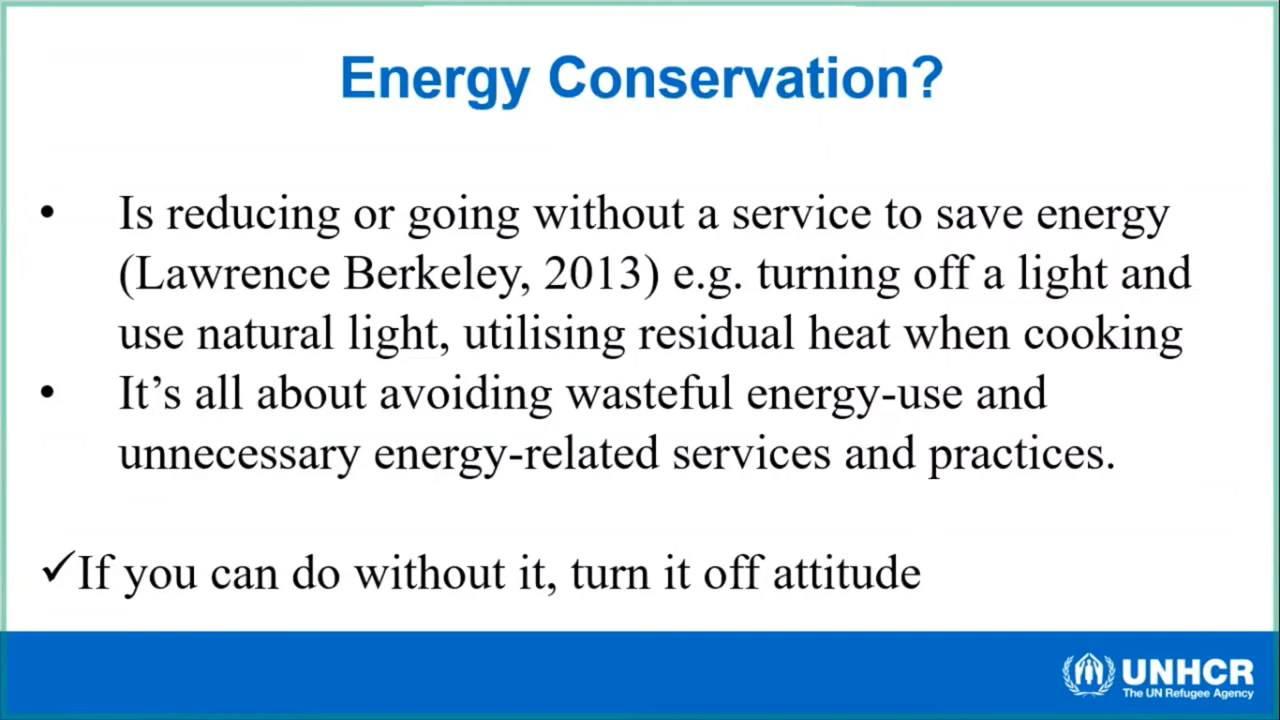 Energy Conservation?
• Is reducing or going without a service to save energy
(Lawrence Berkeley, 2013) e.g. turning off a light and
use natural light, utilising residual heat when cooking
• It’s all about avoiding wasteful energy-use and
unnecessary energy-related services and practices.
✓If you can do without it, turn it off attitude
UNHCR
The UN Refugee Agency